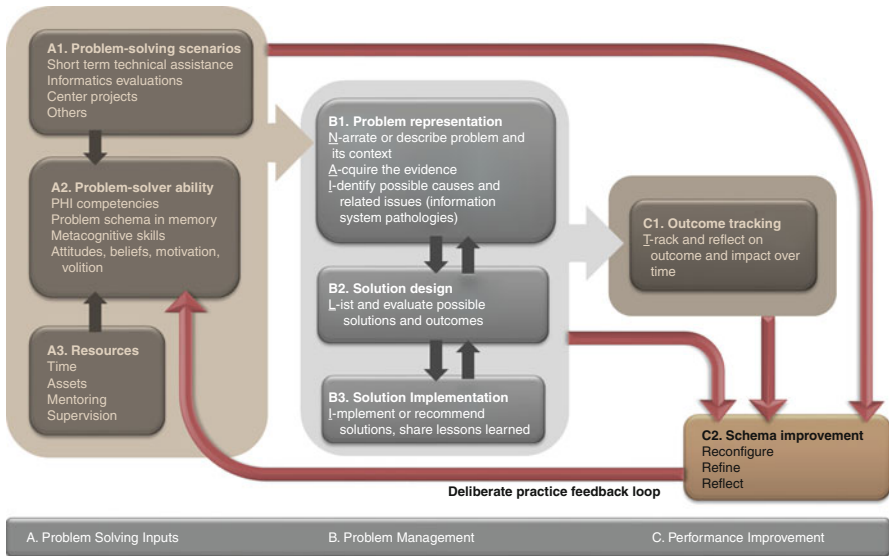 A1. Problem-solving scenarios
Short term technical assistance
Informatics evaluations
Center projects
Others
A2. Problem-solver ability
PHI competencies
Problem schema in memory
Metacognitive skills
Attitudes, beliefs, motivation,
volition
A3. Resources
Time
Assets
Mentoring
Supervision
B1. Problem representation
N-arrate or describe problem and
its context
A-cquire the evidence
I-dentify possible causes and
related issues (information
system pathologies)
B2. Solution design
L-ist and evaluate possible
solutions and outcomes
B3. Solution Implementation
I-mplement or recommend
solutions, share lessons learned
C1. Outcome tracking
T-rack and reflect on
outcome and impact over
time
C2. Schema improvement
Reconfigure
Refine
Reflect
Deliberate practice feedback loop
A. Problem Solving Inputs
B. Problem Management
C. Performance Improvement